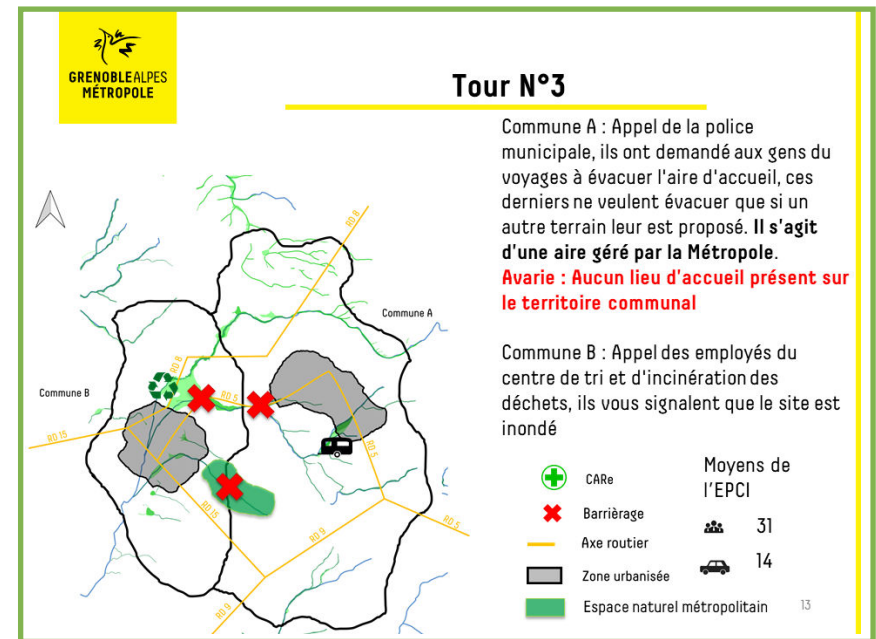 GRENOBLEALPES
MÉTROPOLE
Tour N°3
Commune A : Appel de la police
municipale, ils ont demandé aux gens du
voyages à évacuer l'aire d'accueil, ces
derniers ne veulent évacuer que si un
autre terrain leur est proposé. Il s'agit
d'une aire géré par la Métropole.
Avarie : Aucun lieu d'accueil présent sur
le territoire communal
Commune B : Appel des employés du
centre de tri et d'incinération des
déchets, ils vous signalent que le site est
inondé
RD 8
Commune A
RD 8
Commune B
RD 5
RD 15
RD 5
RD 15
RD 5
RD 9
RD 9
CARe
Barrièrage
Axe routier
Zone urbanisée
Espace naturel métropolitain
Moyens de
l'EPCI
31
14
13